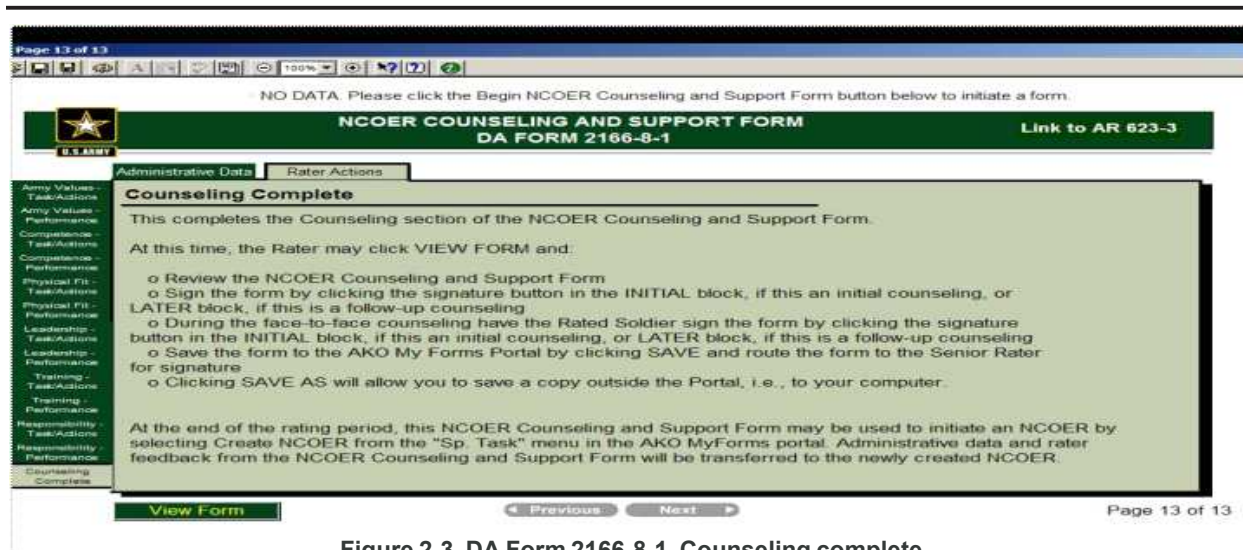 Page 13 of 13
100%
NO DATA. Please click the Begin NCOER Counseling and Support Form button below to initiate a form.
U.S.ARMY
NCOER COUNSELING AND SUPPORT FORM
DA FORM 2166-8-1
Link to AR 623-3
Administrative Data
Rater Actions
Army Values -
Task/Actions
Army Values -
Performance
Competence -
Task/Actions
Competence -
Performance
Physical Fit -
Task/Actions
Physical Fit -
Performance
Leadership -
Task/Actions
Leadership -
Performance
Training -
Task/Actions
Training -
Performance
Responsibility -
Task/Actions
Responsibility -
Performance
Counseling
Complete
Counseling Complete
This completes the Counseling section of the NCOER Counseling and Support Form.
At this time, the Rater may click VIEW FORM and:
o Review the NCOER Counseling and Support Form
o Sign the form by clicking the signature button in the INITIAL block, if this an initial counseling, or
LATER block, if this is a follow-up counseling
o During the face-to-face counseling have the Rated Soldier sign the form by clicking the signature
button in the INITIAL block, if this an initial counseling, or LATER block, if this is a follow-up counseling
o Save the form to the AKO My Forms Portal by clicking SAVE and route the form to the Senior Rater
for signature
o Clicking SAVE AS will allow you to save a copy outside the Portal, i.e., to your computer.
At the end of the rating period, this NCOER Counseling and Support Form may be used to initiate an NCOER by
selecting Create NCOER from the "Sp. Task" menu in the AKO MyForms portal. Administrative data and rater
feedback from the NCOER Counseling and Support Form will be transferred to the newly created NCOER.
View Form
Previous
Next
Page 13 of 13
Figure 2-3. DA Form 2166-8-1, Counseling complete